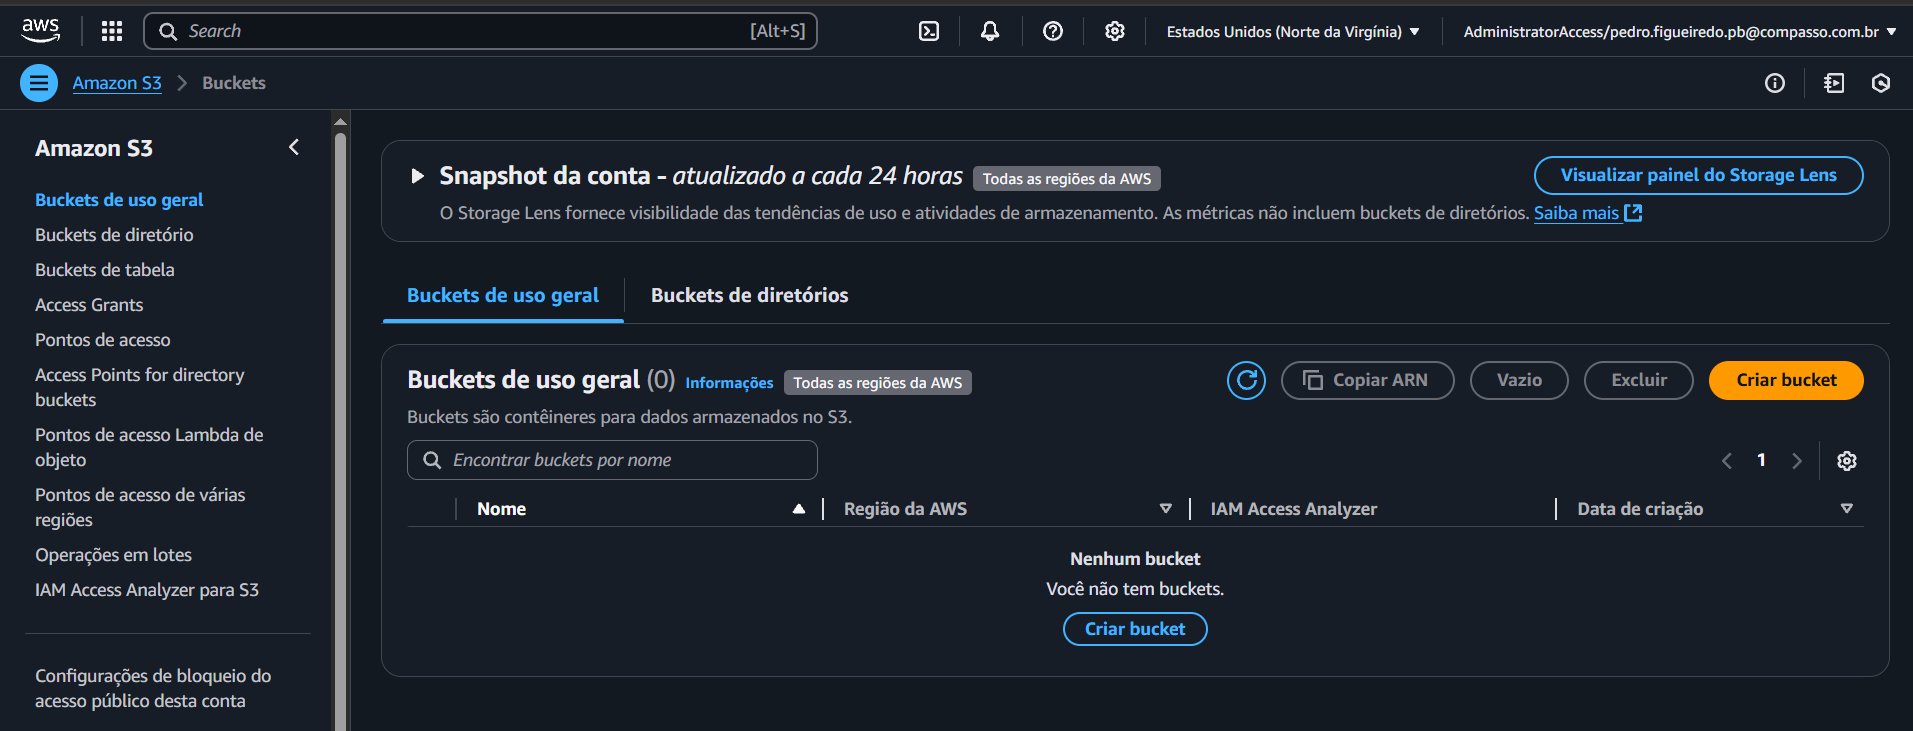 aws
Search
[Alt+S]
Estados Unidos (Norte da Virgínia)
AdministratorAccess/pedro.figueiredo.pb@compasso.com.br
Amazon S3
Buckets
Amazon S3
Buckets de uso geral
Buckets de diretório
Buckets de tabela
Access Grants
Pontos de acesso
Access Points for directory
buckets
Pontos de acesso Lambda de
objeto
Pontos de acesso de várias
regiões
Operações em lotes
IAM Access Analyzer para S3
Configurações de bloqueio do
acesso público desta conta
Snapshot da conta - atualizado a cada 24 horas
Todas as regiões da AWS
Visualizar painel do Storage Lens
O Storage Lens fornece visibilidade das tendências de uso e atividades de armazenamento. As métricas não incluem buckets de diretórios. Saiba mais
Buckets de uso geral
Buckets de diretórios
Buckets de uso geral (0)
Informações
Todas as regiões da AWS
Copiar ARN
Vazio
Excluir
Criar bucket
Buckets são contêineres para dados armazenados no S3.
Encontrar buckets por nome
1
Nome
Região da AWS
IAM Access Analyzer
Data de criação
Nenhum bucket
Você não tem buckets.
Criar bucket